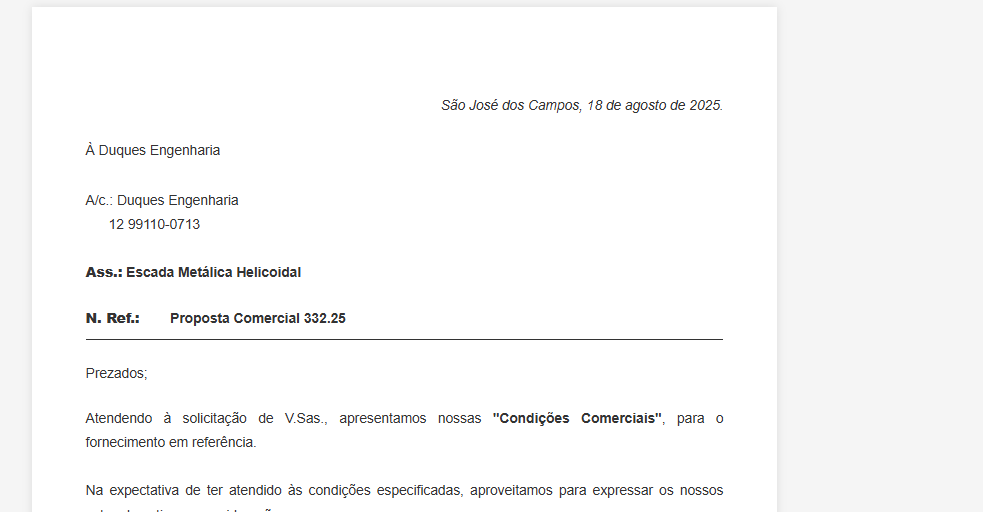 São José dos Campos, 18 de agosto de 2025.
À Duques Engenharia
A/c.: Duques Engenharia
12 99110-0713
Ass.: Escada Metálica Helicoidal
N. Ref.: Proposta Comercial 332.25
Prezados;
Atendendo à solicitação de V.Sas., apresentamos nossas "Condições Comerciais", para o
fornecimento em referência.
Na expectativa de ter atendido às condições especificadas, aproveitamos para expressar os nossos